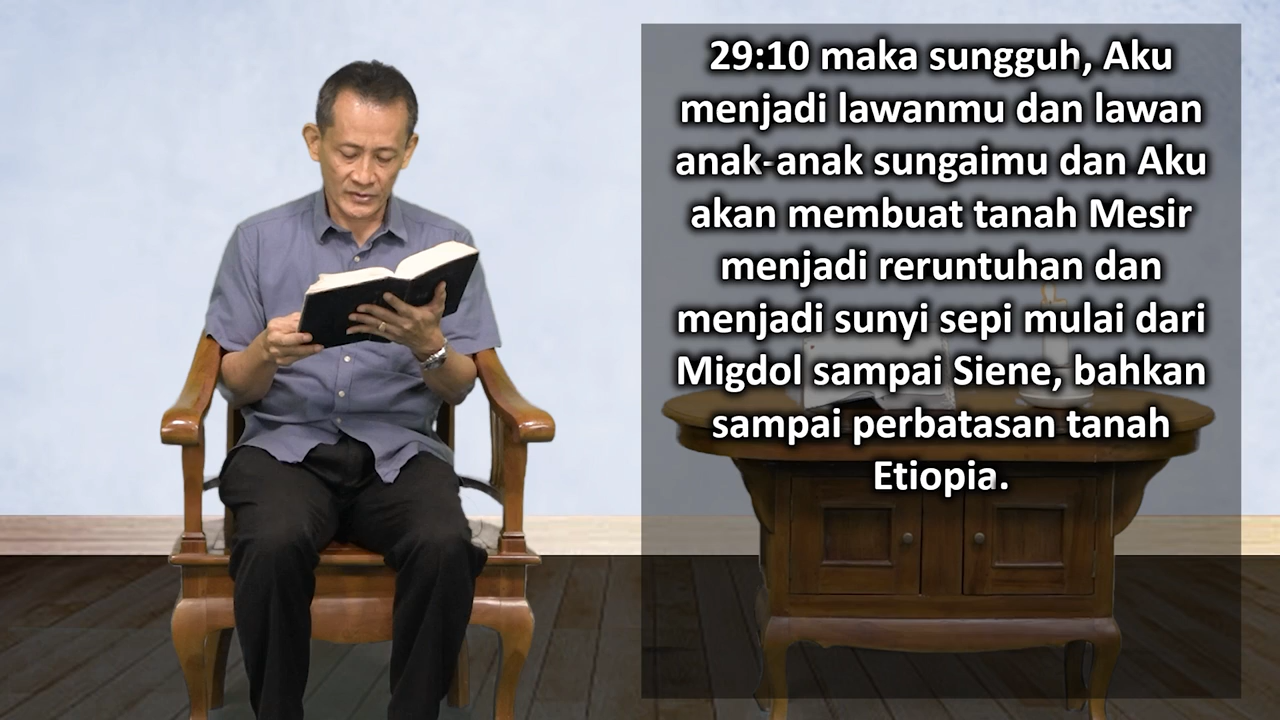 29:10 maka sungguh, Aku
menjadi lawanmu dan lawan
anak-anak sungaimu dan Aku
akan membuat tanah Mesir
menjadi reruntuhan dan
menjadi sunyi sepi mulai dari
Migdol sampai Siene, bahkan
sampai perbatasan tanah
Etiopia.